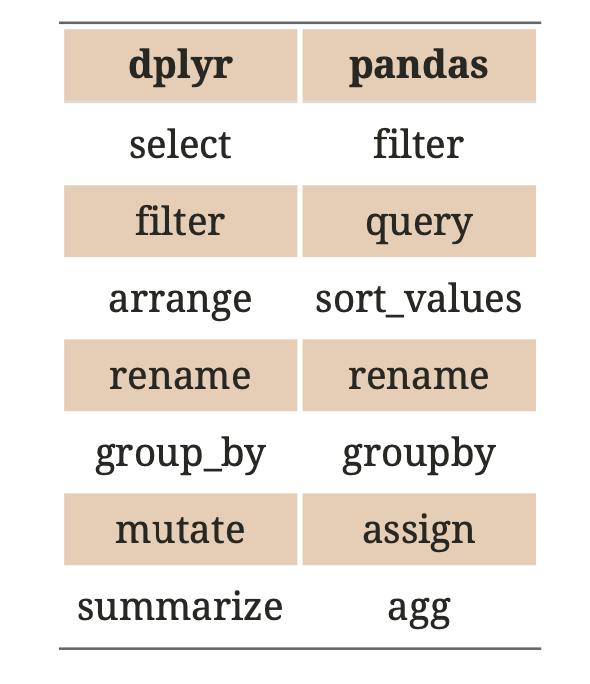 dplyr pandas
select filter
filter query
arrange sort_values
rename rename
group_by groupby
mutate assign
summarize agg